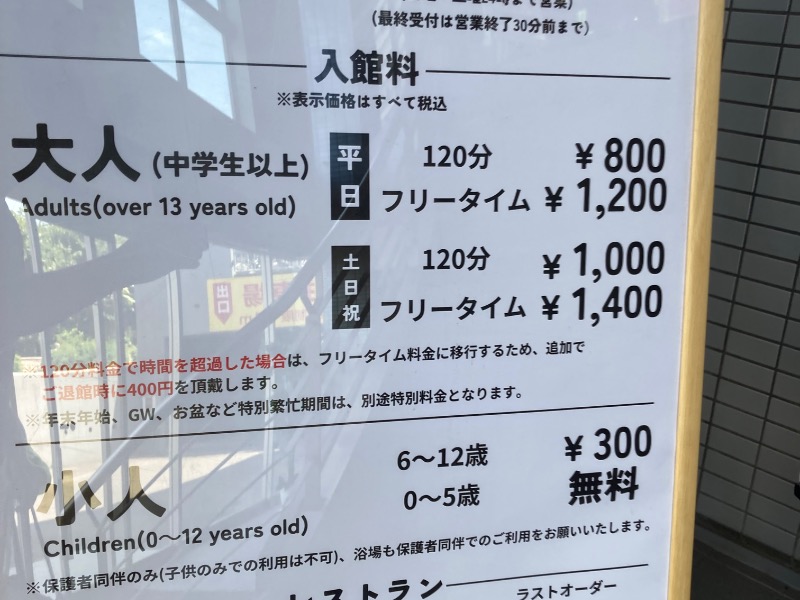 (最終受付は営業終了30分前まで)
入館料
※表示価格はすべて税込
大人 (中学生以上)
Adults(over 13 years old)
平日
120分 ¥800
フリータイム ¥1,200
土日祝
120分 ¥1,000
フリータイム ¥1,400
※120分料金で時間を超過した場合は、フリータイム料金に移行するため、追加で
ご退館時に400円を頂戴します。
※年末年始、GW、お盆など特別繁忙期間は、別途特別料金となります。
小人
Children(0〜12 years old)
6〜12歳 ¥300
0〜5歳 無料
※保護者同伴のみ(子供のみでの利用は不可)、浴場も保護者同伴でのご利用をお願いいたします。
レストラン
ラストオーダー
出口